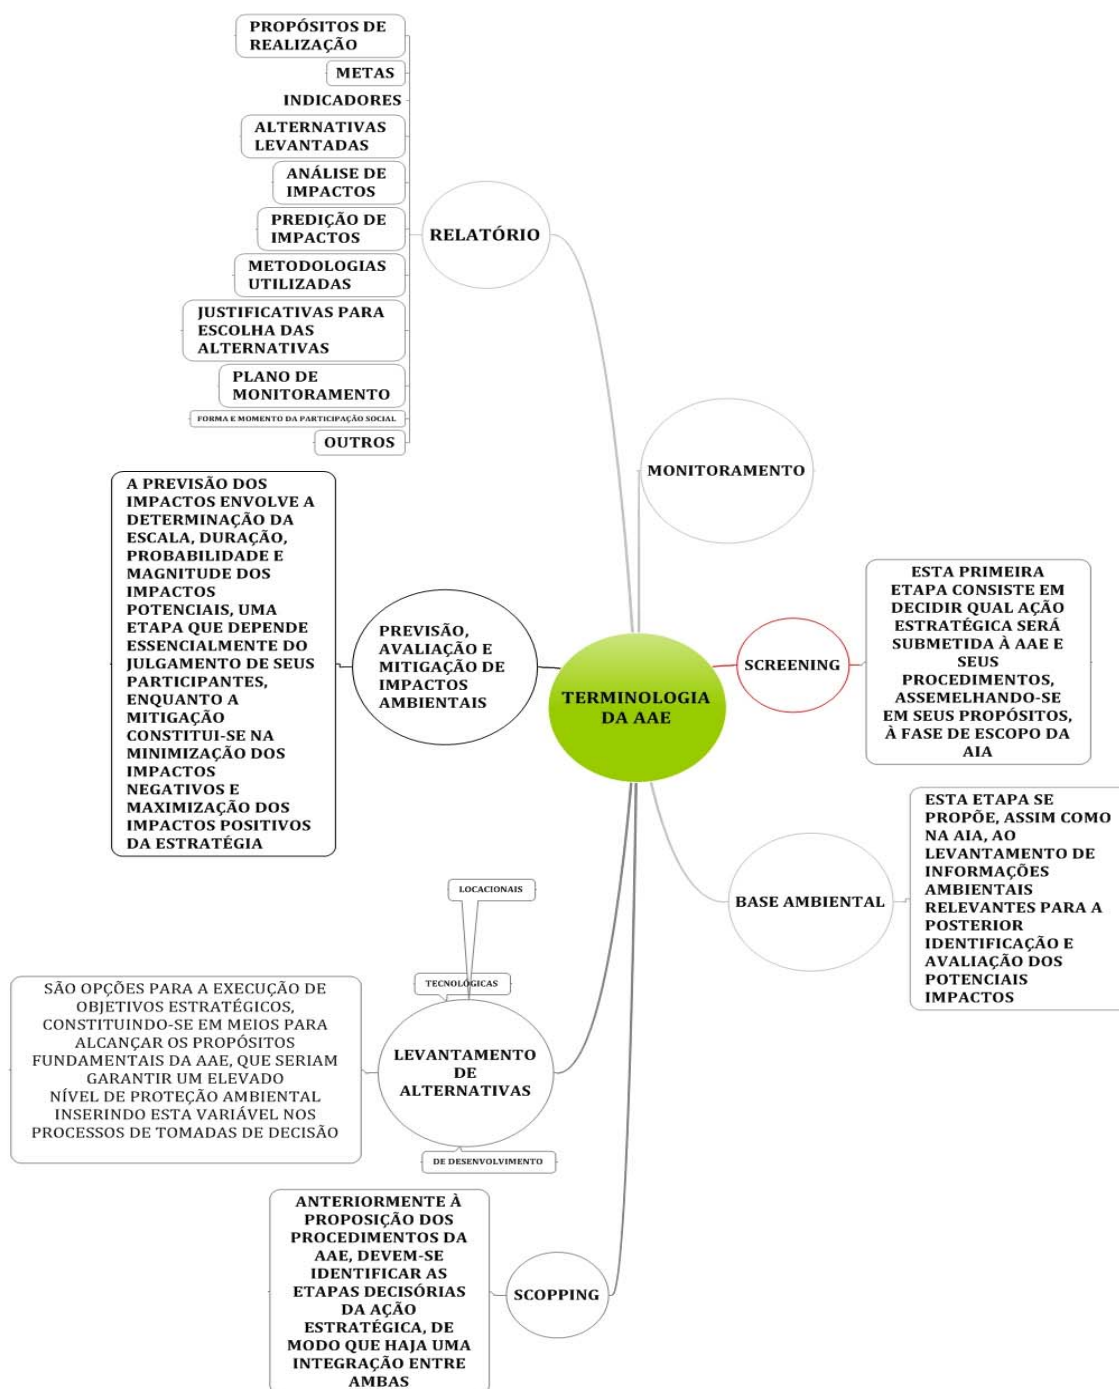 PROPÓSITOS DE
REALIZAÇÃO
METAS
INDICADORES
ALTERNATIVAS
LEVANTADAS
ANÁLISE DE
IMPACTOS
PREDIÇÃO DE
IMPACTOS
METODOLOGIAS
UTILIZADAS
JUSTIFICATIVAS PARA
ESCOLHA DAS
ALTERNATIVAS
PLANO DE
MONITORAMENTO
FORMA E MOMENTO DA PARTICIPAÇÃO SOCIAL
OUTROS
RELATÓRIO
MONITORAMENTO
A PREVISÃO DOS
IMPACTOS ENVOLVE A
DETERMINAÇÃO DA
ESCALA, DURAÇÃO,
PROBABILIDADE E
MAGNITUDE DOS
IMPACTOS
POTENCIAIS, UMA
ETAPA QUE DEPENDE
ESSENCIALMENTE DO
JULGAMENTO DE SEUS
PARTICIPANTES,
ENQUANTO A
MITIGAÇÃO
CONSTITUI-SE NA
MINIMIZAÇÃO DOS
IMPACTOS
NEGATIVOS E
MAXIMIZAÇÃO DOS
IMPACTOS POSITIVOS
DA ESTRATÉGIA
PREVISÃO,
AVALIAÇÃO E
MITIGAÇÃO DE
IMPACTOS
AMBIENTAIS
TERMINOLOGIA
DA AAE
SCREENING
ESTA PRIMEIRA
ETAPA CONSISTE EM
DECIDIR QUAL AÇÃO
ESTRATÉGICA SERÁ
SUBMETIDA À AAE E
SEUS
PROCEDIMENTOS,
ASSEMELHANDO-SE
EM SEUS PROPÓSITOS,
À FASE DE ESCOPO DA
AIA
BASE AMBIENTAL
ESTA ETAPA SE
PROPÕE, ASSIM COMO
NA AIA, AO
LEVANTAMENTO DE
INFORMAÇÕES
AMBIENTAIS
RELEVANTES PARA A
POSTERIOR
IDENTIFICAÇÃO E
AVALIAÇÃO DOS
POTENCIAIS
IMPACTOS
LOCACIONAIS
TECNOLÓGICAS
SÃO OPÇÕES PARA A EXECUÇÃO DE
OBJETIVOS ESTRATÉGICOS,
CONSTITUINDO-SE EM MEIOS PARA
ALCANÇAR OS PROPÓSITOS
FUNDAMENTAIS DA AAE, QUE SERIAM
GARANTIR UM ELEVADO
NÍVEL DE PROTEÇÃO AMBIENTAL
INSERINDO ESTA VARIÁVEL NOS
PROCESSOS DE TOMADAS DE DECISÃO
LEVANTAMENTO
DE
ALTERNATIVAS
DE DESENVOLVIMENTO
ANTERIORMENTE À
PROPOSIÇÃO DOS
PROCEDIMENTOS DA
AAE, DEVEM-SE
IDENTIFICAR AS
ETAPAS DECISÓRIAS
DA AÇÃO
ESTRATÉGICA, DE
MODO QUE HAJA UMA
INTEGRAÇÃO ENTRE
AMBAS
SCOPPING